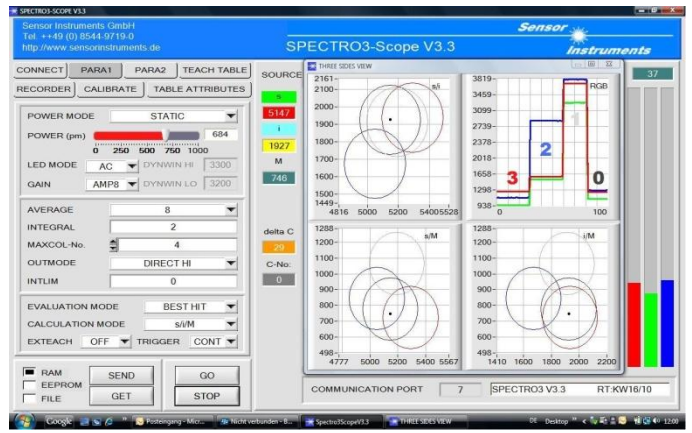 SPECTRO3-SCOPE V3.3
Sensor Instruments GmbH
Tel. ++49 (0) 8544-9719-0
http://www.sensorinstruments.de
SPECTRO3-Scope V3.3
Sensor
Instruments
CONNECT PARA1 PARA2 TEACH TABLE
RECORDER CALIBRATE TABLE ATTRIBUTES
POWER MODE STATIC
POWER (pm) 684
0 250 500 750 1000
LED MODE AC DYNWIN HI 3300
GAIN AMP8 DYNWIN LO 3200
AVERAGE 8
INTEGRAL 2
MAXCOL-No. 4
OUTMODE DIRECT HI
INTLIM 0
EVALUATION MODE BEST HIT
CALCULATION MODE s/i/M
EXTEACH OFF TRIGGER CONT
RAM
EEPROM
FILE
SEND GO
GET STOP
SOURCE
s
5147
i
1927
M
746
delta C
29
C-No:
0
THREE SIDES VIEW
2161-
2100-
2000-
1900-
1800-
1700-
1600-
1500-
1449-
4816 5000 5200 5400 5528
s/i
3819-
3459-
3099-
2739-
2378-
2018-
1658-
1298-
938-
0 100
RGB
3
2
1
0
1288-
1200-
1100-
1000-
900-
800-
700-
600-
498-
4777 5000 5200 5400 5567
s/M
1288-
1200-
1100-
1000-
900-
800-
700-
600-
498-
1410 1600 1800 2000 2200
i/M
37
COMMUNICATION PORT 7 SPECTRO3 V3.3 RT:KW16/10
Google
Posteingang - Micr...
Nicht verbunden - B...
Spectro3ScopeV3.3
THREE SIDES VIEW
DE Desktop
12:00